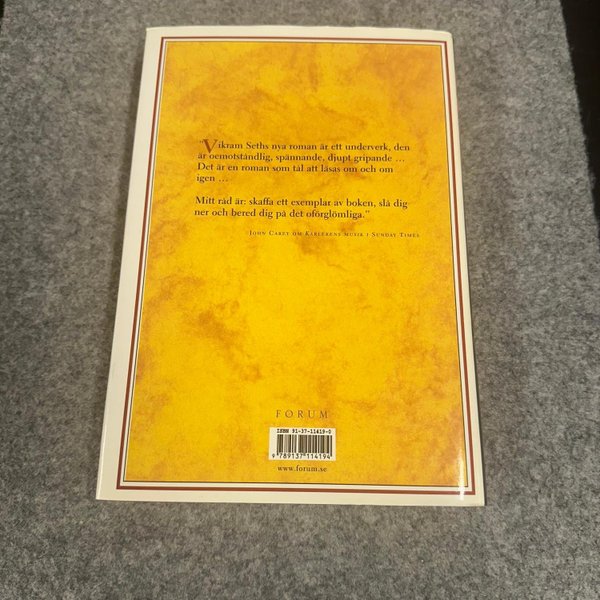 "Vikram Seths nya roman är ett underverk, den
är oemotståndlig, spännande, djupt gripande ...
Det är en roman som tål att läsas om och om
igen ...
Mitt råd är: skaffa ett exemplar av boken, slå dig
ner och bered dig på det oförglömliga."
JOHN CAREY OM KÄRLEKENS MUSIK I SUNDAY TIMES
FORUM
ISBN 91-37-11419-0
9 789137 114194
www.forum.se